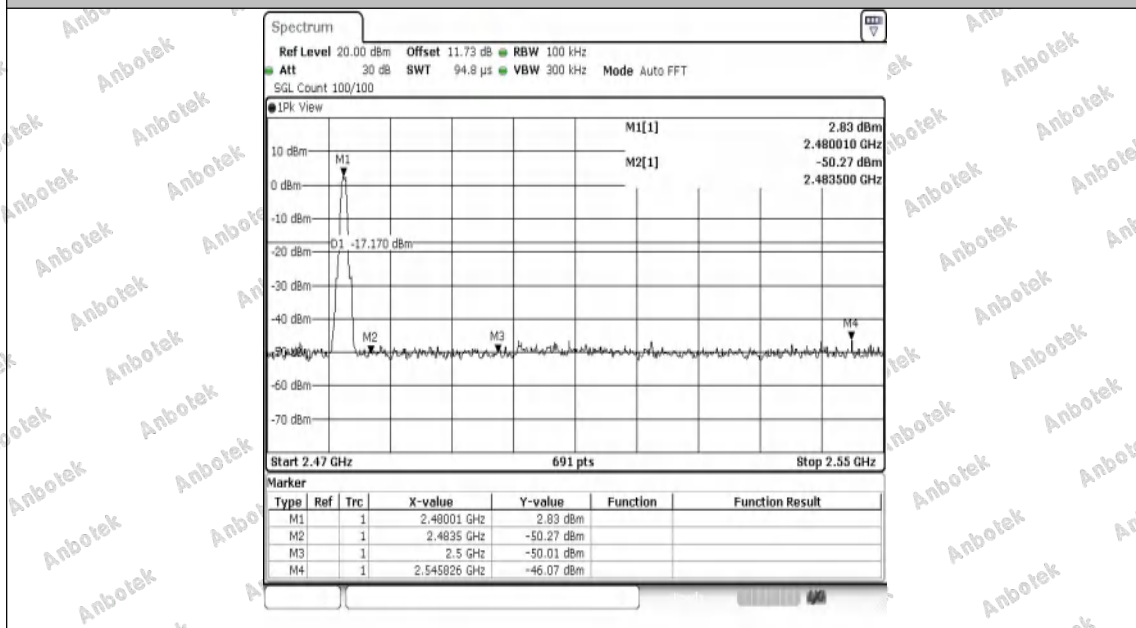 Spectrum
Ref Level 20.00 dBm Offset 11.73 dB RBW 100 kHz
Att 30 dB SWT 94.8 µs VBW 300 kHz Mode Auto FFT
SGL Count 100/100
1Pk View
M1[1] 2.83 dBm
2.480010 GHz
M2[1] -50.27 dBm
2.483500 GHz
10 dBm
M1
0 dBm
-10 dBm
D1 -17.170 dBm
-20 dBm
-30 dBm
-40 dBm
M2
M3
M4
-60 dBm
-70 dBm
Start 2.47 GHz 691 pts Stop 2.55 GHz
Marker
Type Ref Trc X-value Y-value Function Function Result
M1 1 2.48001 GHz 2.83 dBm
M2 1 2.4835 GHz -50.27 dBm
M3 1 2.5 GHz -50.01 dBm
M4 1 2.545826 GHz -46.07 dBm
Anbotek